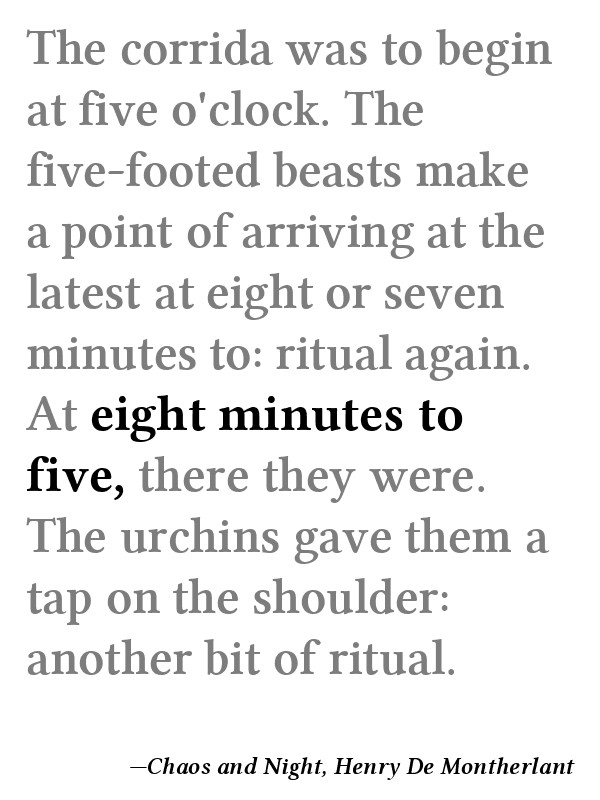 The corrida was to begin
at five o'clock. The
five-footed beasts make
a point of arriving at the
latest at eight or seven
minutes to: ritual again.
At eight minutes to
five, there they were.
The urchins gave them a
tap on the shoulder:
another bit of ritual.
—Chaos and Night, Henry De Montherlant